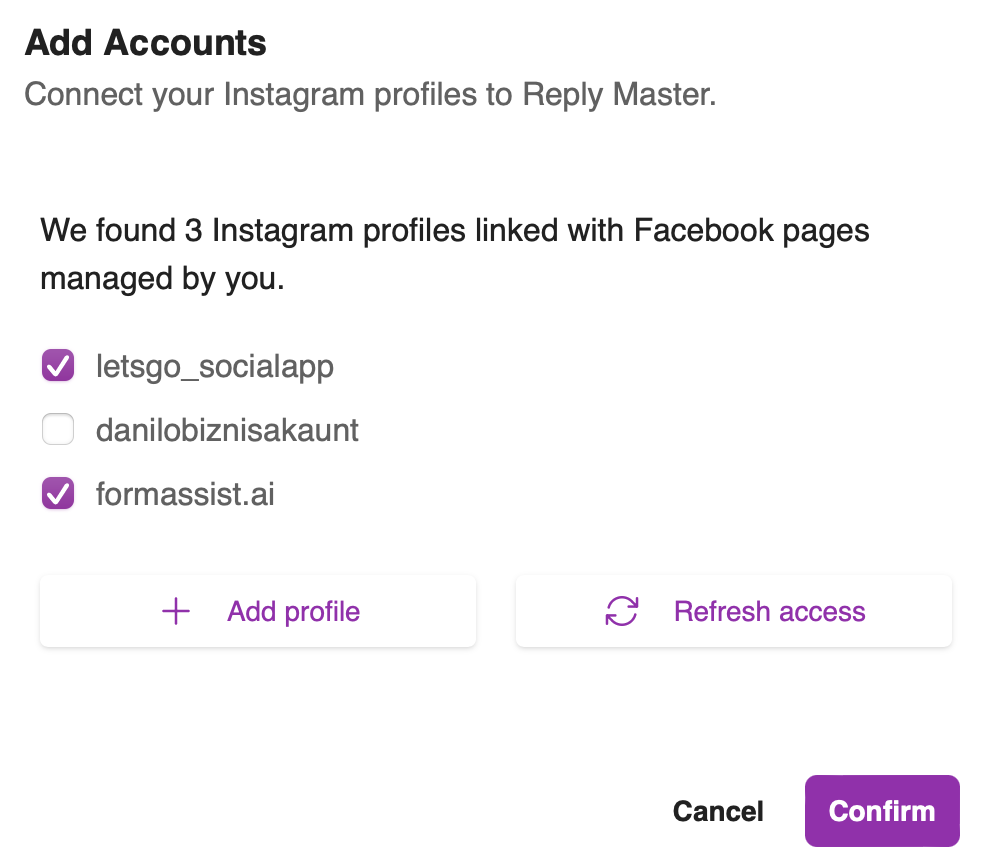 Add Accounts
Connect your Instagram profiles to Reply Master.
We found 3 Instagram profiles linked with Facebook pages
managed by you.
letsgo_socialapp
danilobiznisakaunt
formassist.ai
Add profile
Refresh access
Cancel
Confirm